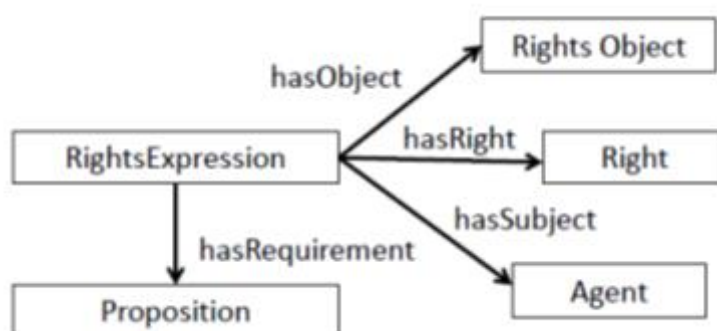 Rights Object
hasObject
hasRight
RightsExpression
Right
hasSubject
hasRequirement
Agent
Proposition